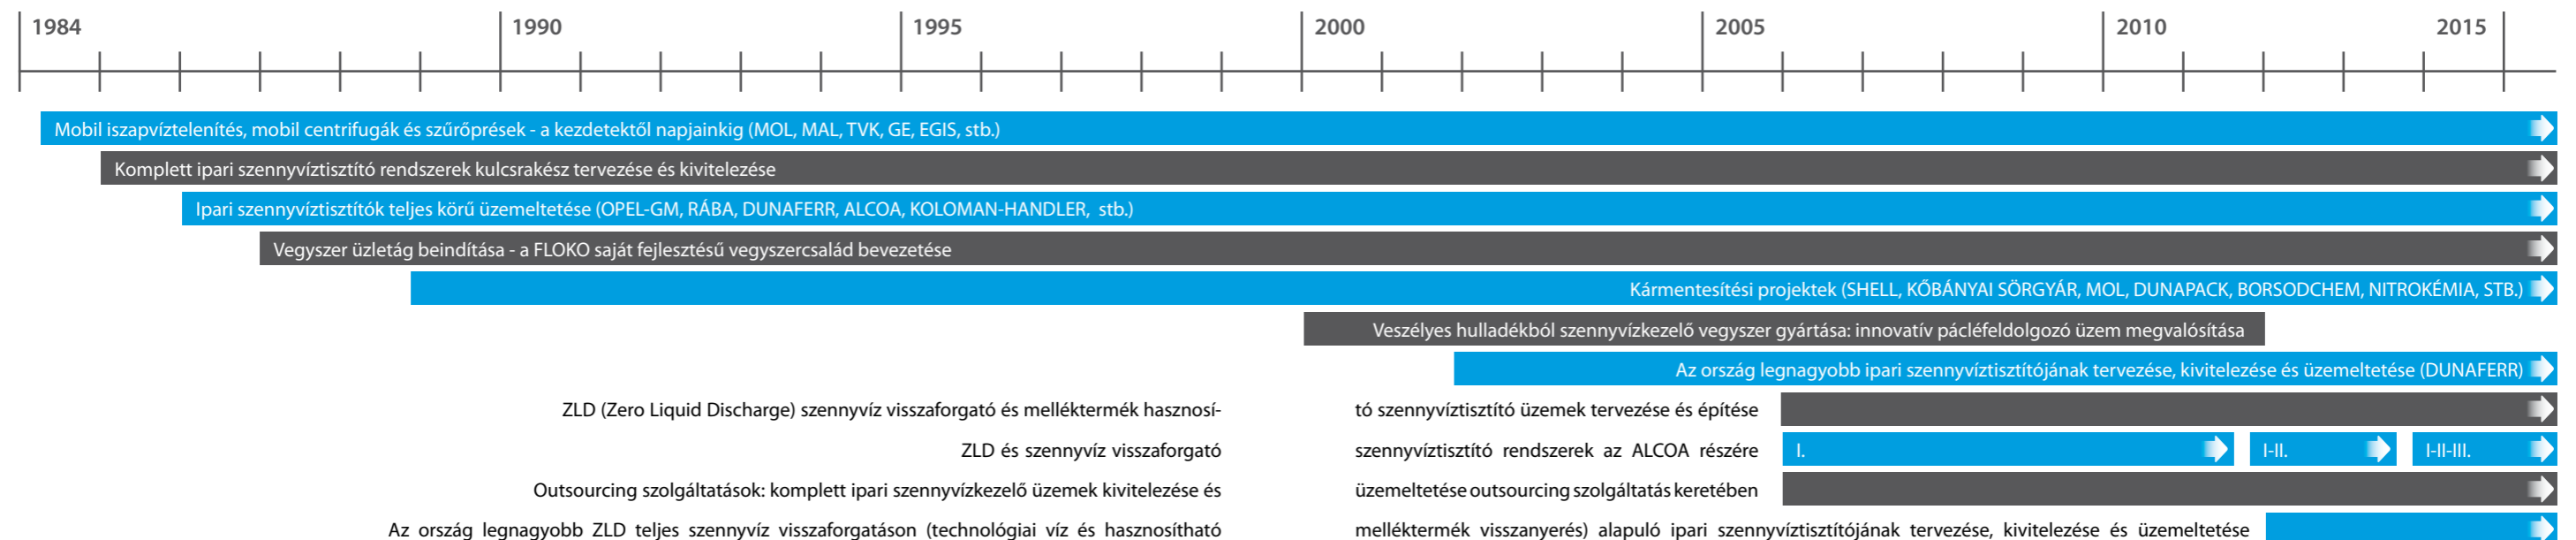 1984 1990 1995 2000 2005 2010 2015
Mobil iszapvíztelenítés, mobil centrifugák és szűrőprések - a kezdetektől napjainkig (MOL, MAL, TVK, GE, EGIS, stb.)
Komplett ipari szennyvíztisztító rendszerek kulcsrakész tervezése és kivitelezése
Ipari szennyvíztisztítók teljes körű üzemeltetése (OPEL-GM, RÁBA, DUNAFERR, ALCOA, KOLOMAN-HANDLER, stb.)
Vegyszer üzletág beindítása - a FLOKO saját fejlesztésű vegyszercsalád bevezetése
Kármentesítési projektek (SHELL, KŐBÁNYAI SÖRGYÁR, MOL, DUNAPACK, BORSODCHEM, NITROKÉMIA, STB.)
Veszélyes hulladékból szennyvízkezelő vegyszer gyártása: innovatív pácléfeldolgozó üzem megvalósítása
Az ország legnagyobb ipari szennyvíztisztítójának tervezése, kivitelezése és üzemeltetése (DUNAFERR)
ZLD (Zero Liquid Discharge) szennyvíz visszaforgató és melléktermék hasznosí- tó szennyvíztisztító üzemek tervezése és építése
ZLD és szennyvíz visszaforgató szennyvíztisztító rendszerek az ALCOA részére I. I-II. I-II-III.
Outsourcing szolgáltatások: komplett ipari szennyvízkezelő üzemek kivitelezése és üzemeltetése outsourcing szolgáltatás keretében
Az ország legnagyobb ZLD teljes szennyvíz visszaforgatáson (technológiai víz és hasznosítható melléktermék visszanyerés) alapuló ipari szennyvíztisztítójának tervezése, kivitelezése és üzemeltetése